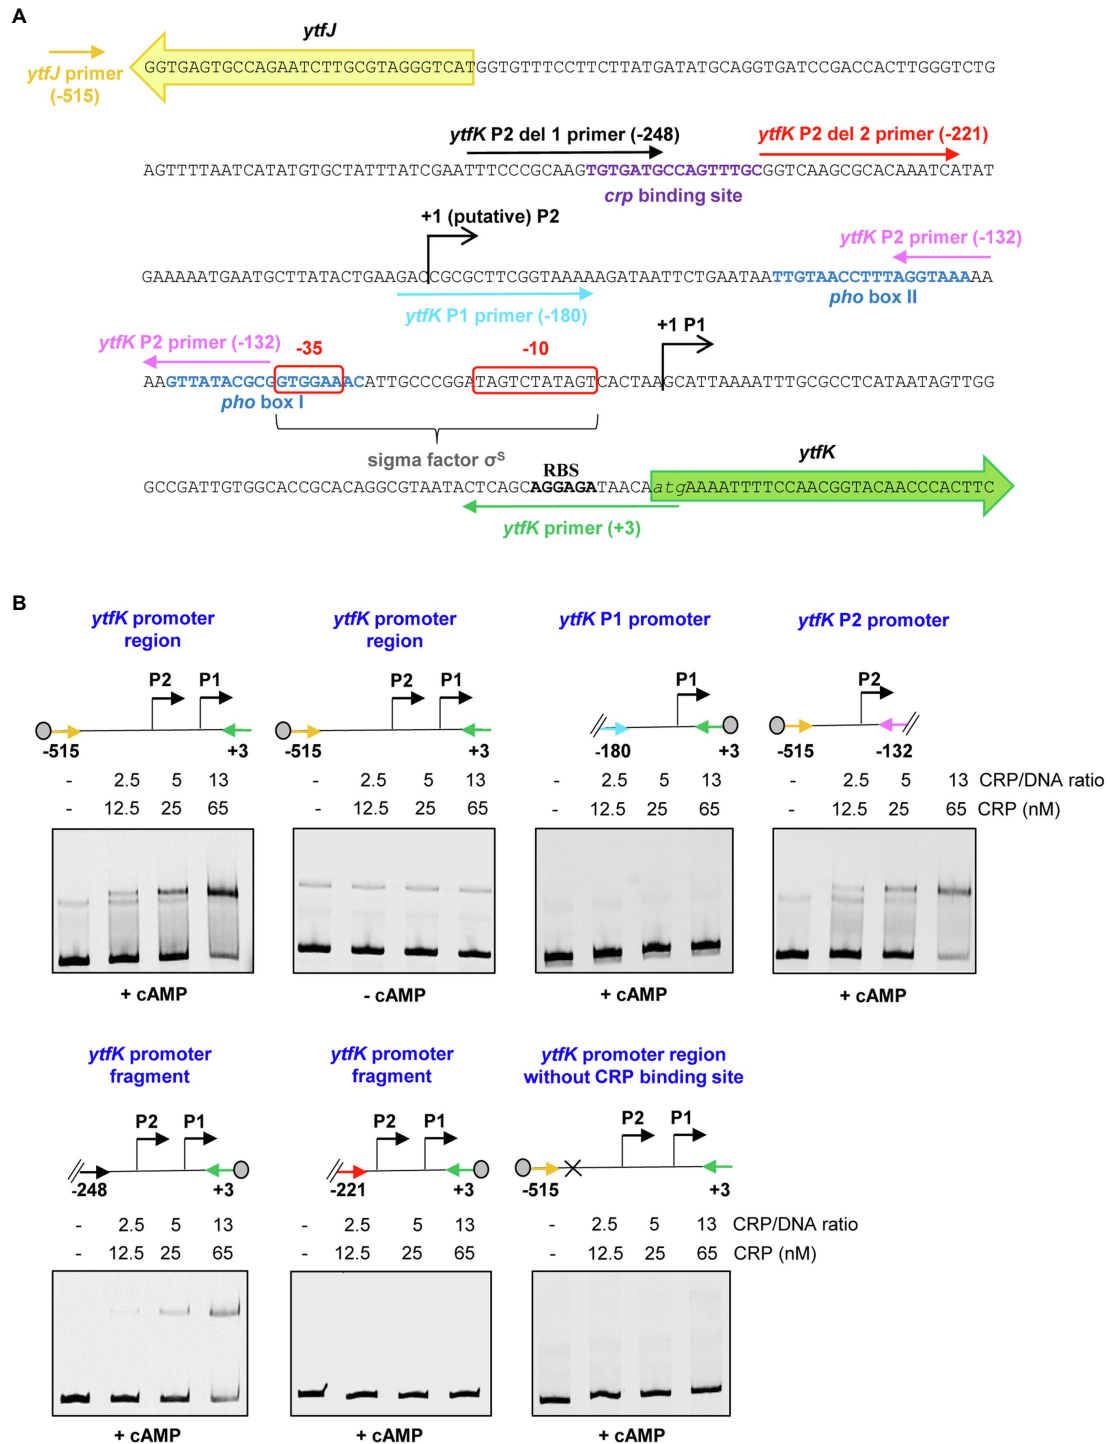 A
ytfJ
ytfJ primer
(-515)
GGTGAGTGCCAGAATCTTGCGTAGGGTCATGGTGTTTCCTTCTTATGATATGCAGGTGATCCGACCACTTGGGTCTG
ytfK P2 del 1 primer (-248) ytfK P2 del 2 primer (-221)
AGTTTTAATCATATGTGCTATTTATCGAATTTCCCGCAAGTGTGATGCCAGTTTGCGGTCAAGCGCACAAATCATAT
crp binding site
+1 (putative) P2
ytfK P2 primer (-132)
GAAAAATGAATGCTTATACTGAAGACCGCGCTTCGGTAAAAAGATAATTCTGAATAATTGTAACCTTTAGGTAAAAA
ytfK P1 primer (-180)
pho box II
+1 P1
ytfK P2 primer (-132)
-35
-10
AAGTTATACGCGGTGGAAACATTGCCCGGATAGTCTATAGTCACTAAGCATTAAAATTTGCGCCTCATAATAGTTGG
pho box I
sigma factor σS
RBS
ytfK
GCCGATTGTGGCACCGCACAGGCGTAATACTCAGCAGGAGATAACAatgAAAATTTTCCAACGGTACAACCCACTTC
ytfK primer (+3)
B
ytfK promoter
region
P2 P1
-515 +3
- 2.5 5 13
- 12.5 25 65
+ cAMP
ytfK promoter
region
P2 P1
-515 +3
- 2.5 5 13
- 12.5 25 65
- cAMP
ytfK P1 promoter
P1
-180 +3
- 2.5 5 13
- 12.5 25 65
+ cAMP
ytfK P2 promoter
P2
-515 -132
- 2.5 5 13 CRP/DNA ratio
- 12.5 25 65 CRP (nM)
+ cAMP
ytfK promoter
fragment
P2 P1
-248 +3
- 2.5 5 13
- 12.5 25 65
+ cAMP
ytfK promoter
fragment
P2 P1
-221 +3
- 2.5 5 13
- 12.5 25 65
+ cAMP
ytfK promoter region
without CRP binding site
P2 P1
-515 +3
- 2.5 5 13 CRP/DNA ratio
- 12.5 25 65 CRP (nM)
+ cAMP